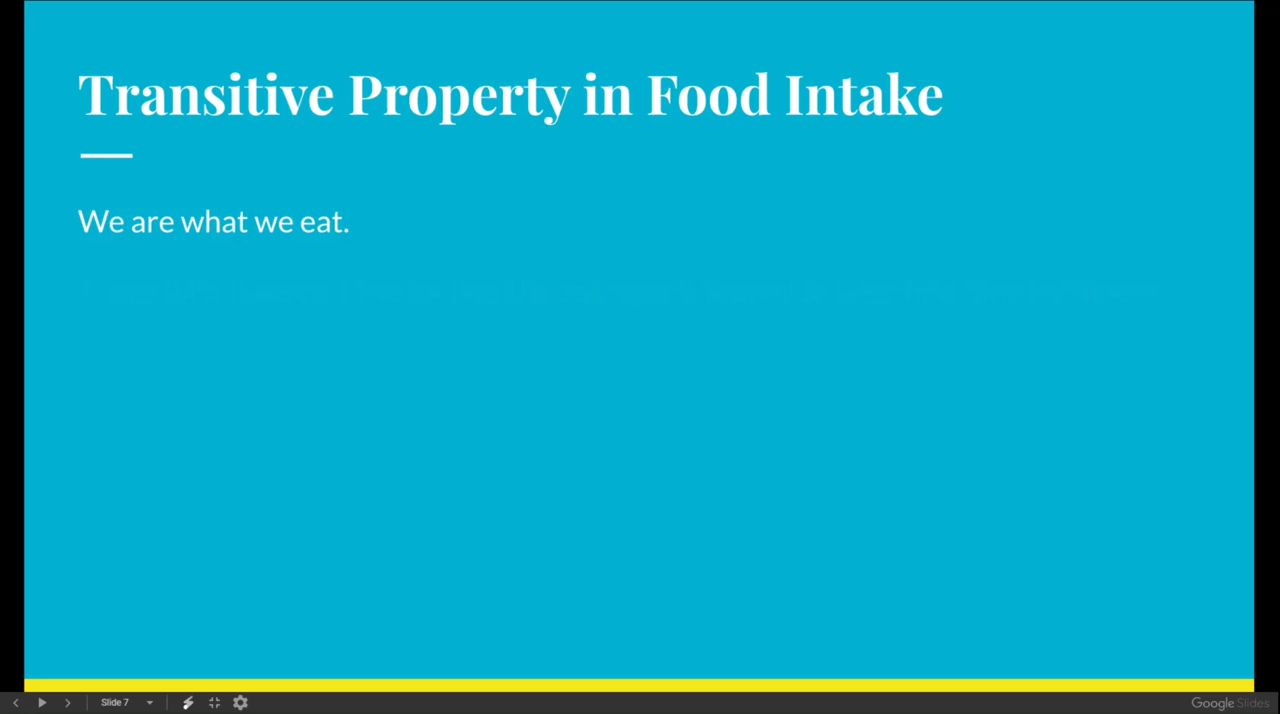 Transitive Property in Food Intake
We are what we eat.
Slide 7
Google Slides